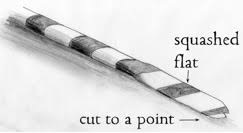 squashed
flat
cut to a point